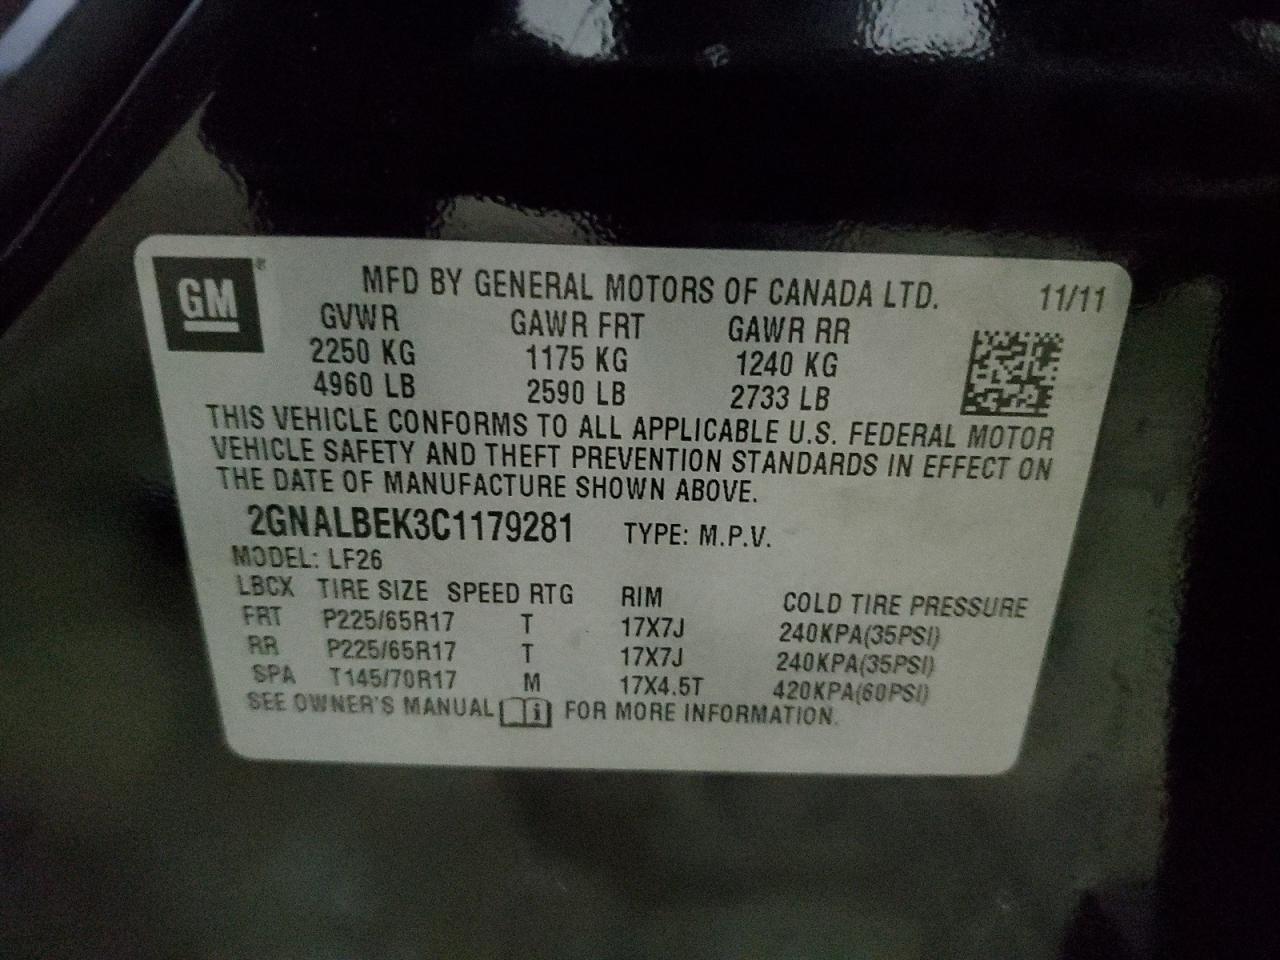 GM®
MFD BY GENERAL MOTORS OF CANADA LTD. 11/11
GVWR GAWR FRT GAWR RR
2250 KG 1175 KG 1240 KG
4960 LB 2590 LB 2733 LB
THIS VEHICLE CONFORMS TO ALL APPLICABLE U.S. FEDERAL MOTOR
VEHICLE SAFETY AND THEFT PREVENTION STANDARDS IN EFFECT ON
THE DATE OF MANUFACTURE SHOWN ABOVE.
2GNALBEK3C1179281 TYPE: M.P.V.
MODEL: LF26
LBCX TIRE SIZE SPEED RTG RIM COLD TIRE PRESSURE
FRT P225/65R17 T 17X7J 240KPA(35PSI)
RR P225/65R17 T 17X7J 240KPA(35PSI)
SPA T145/70R17 M 17X4.5T 420KPA(60PSI)
SEE OWNER'S MANUAL i FOR MORE INFORMATION.